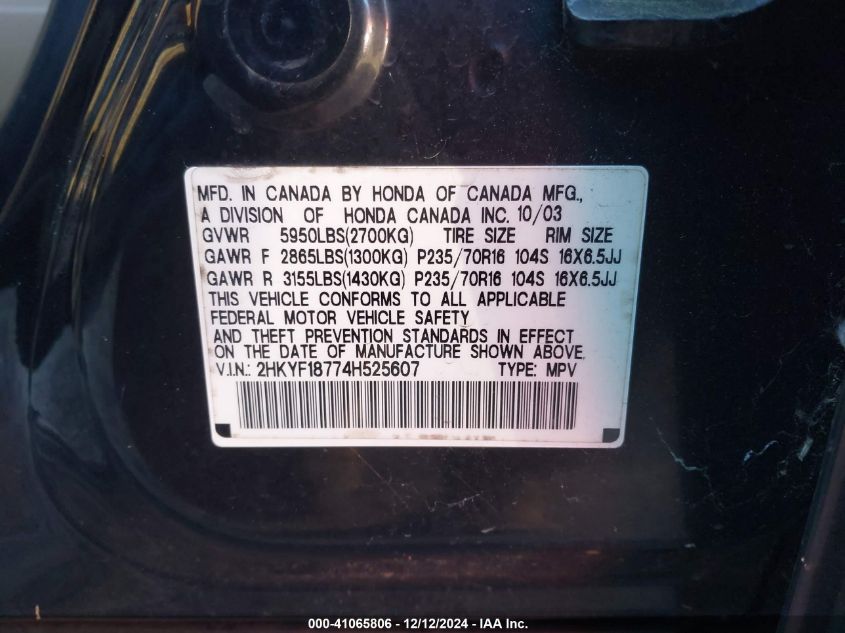 MFD. IN CANADA BY HONDA OF CANADA MFG.,
A DIVISION OF HONDA CANADA INC. 10/03
GVWR 5950LBS(2700KG) TIRE SIZE RIM SIZE
GAWR F 2865LBS(1300KG) P235/70R16 104S 16X6.5JJ
GAWR R 3155LBS(1430KG) P235/70R16 104S 16X6.5JJ
THIS VEHICLE CONFORMS TO ALL APPLICABLE
FEDERAL MOTOR VEHICLE SAFETY
AND THEFT PREVENTION STANDARDS IN EFFECT
ON THE DATE OF MANUFACTURE SHOWN ABOVE.
V.I.N.: 2HKYF18774H525607 TYPE: MPV
000-41065806 - 12/12/2024 - IAA Inc.